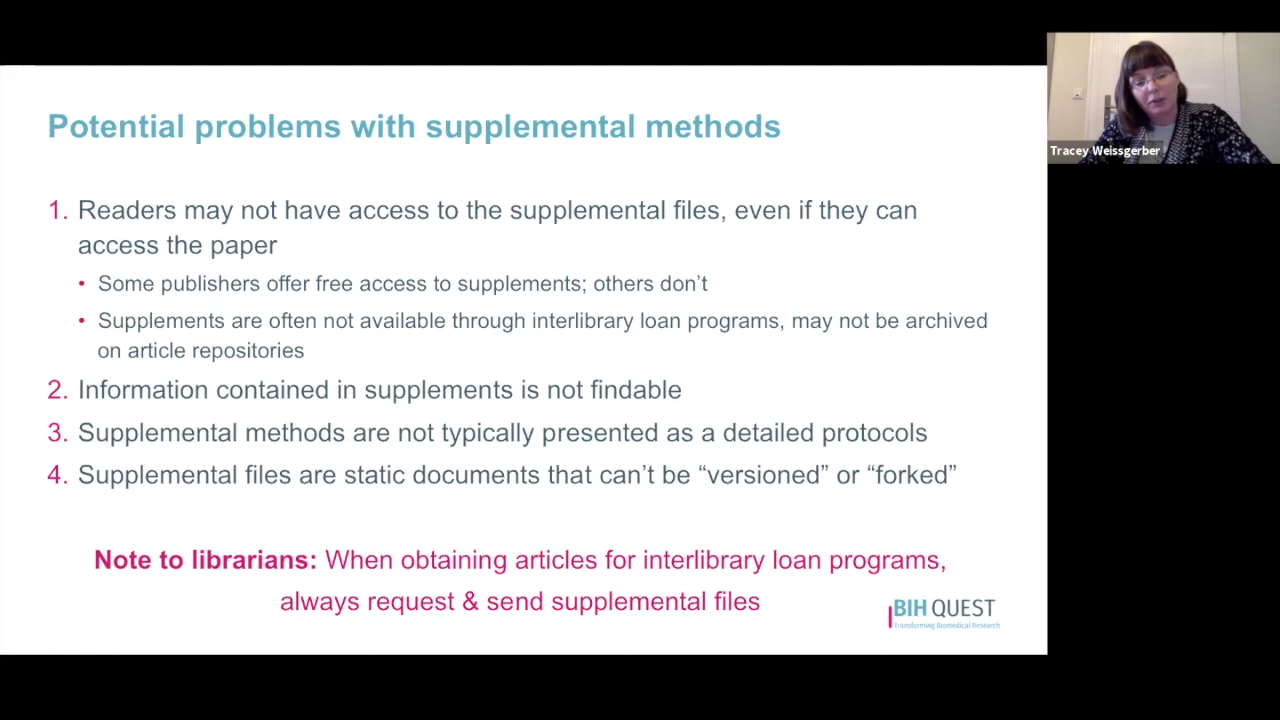 Potential problems with supplemental methods
1. Readers may not have access to the supplemental files, even if they can
access the paper
• Some publishers offer free access to supplements; others don’t
• Supplements are often not available through interlibrary loan programs, may not be archived
on article repositories
2. Information contained in supplements is not findable
3. Supplemental methods are not typically presented as a detailed protocols
4. Supplemental files are static documents that can’t be “versioned” or “forked”
Note to librarians: When obtaining articles for interlibrary loan programs,
always request & send supplemental files
BIH QUEST
Transforming Biomedical Research
Tracey Weissgerber